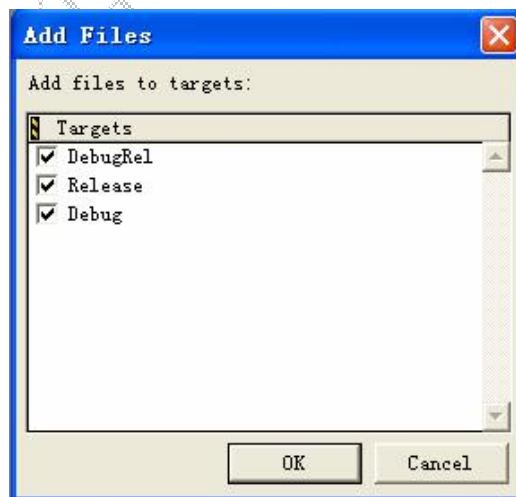 Add Files
Add files to targets:
Targets
DebugRel
Release
Debug
OK
Cancel